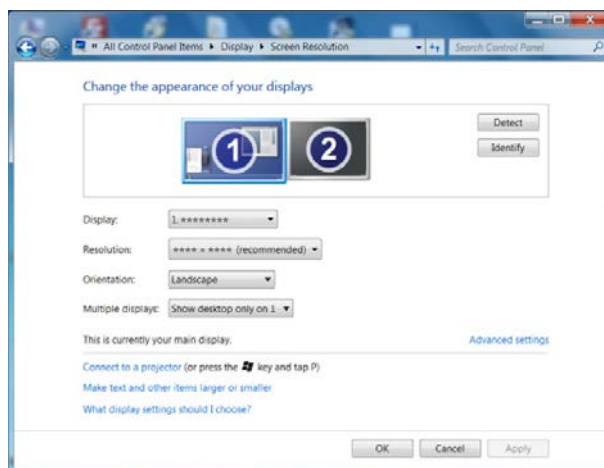 « All Control Panel Items ▸ Display ▸ Screen Resolution
Search Control Panel
Change the appearance of your displays
1
2
Detect
Identify
Display: 1. ********
Resolution: **** × **** (recommended)
Orientation: Landscape
Multiple displays: Show desktop only on 1
This is currently your main display.
Advanced settings
Connect to a projector (or press the key and tap P)
Make text and other items larger or smaller
What display settings should I choose?
OK
Cancel
Apply